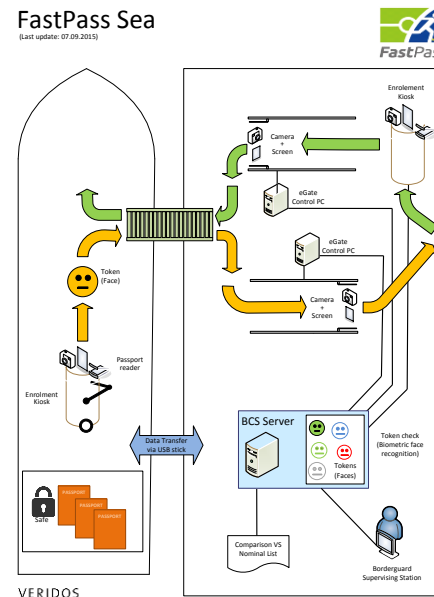 FastPass Sea
(Last update: 07.09.2015)
FastPas
Enrolement
Kiosk
Camera
+
Screen
eGate
Control PC
eGate
Control PC
Token
(Face)
Camera
+
Screen
Passport
reader
Enrolment
Kiosk
Data Transfer
via USB stick
BCS Server
Tokens
(Faces)
Token check
(Biometric face
recognition)
Safe
PASSPORT
PASSPORT
PASSPORT
Comparison VS
Nominal List
Borderguard
Supervising Station
VERIDOS